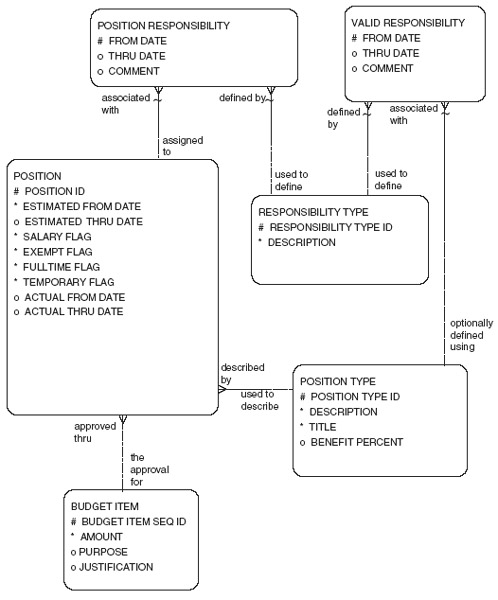 POSITION RESPONSIBILITY
# FROM DATE
o THRU DATE
o COMMENT
VALID RESPONSIBILITY
# FROM DATE
o THRU DATE
o COMMENT
associated
with
defined by
defined
by
associated
with
assigned
to
used to
define
used to
define
POSITION
# POSITION ID
* ESTIMATED FROM DATE
o ESTIMATED THRU DATE
* SALARY FLAG
* EXEMPT FLAG
* FULLTIME FLAG
* TEMPORARY FLAG
o ACTUAL FROM DATE
o ACTUAL THRU DATE
RESPONSIBILITY TYPE
# RESPONSIBILITY TYPE ID
* DESCRIPTION
optionally
defined
using
described
by
used to
describe
POSITION TYPE
# POSITION TYPE ID
* DESCRIPTION
* TITLE
o BENEFIT PERCENT
approved
thru
the
approval
for
BUDGET ITEM
# BUDGET ITEM SEQ ID
* AMOUNT
o PURPOSE
o JUSTIFICATION